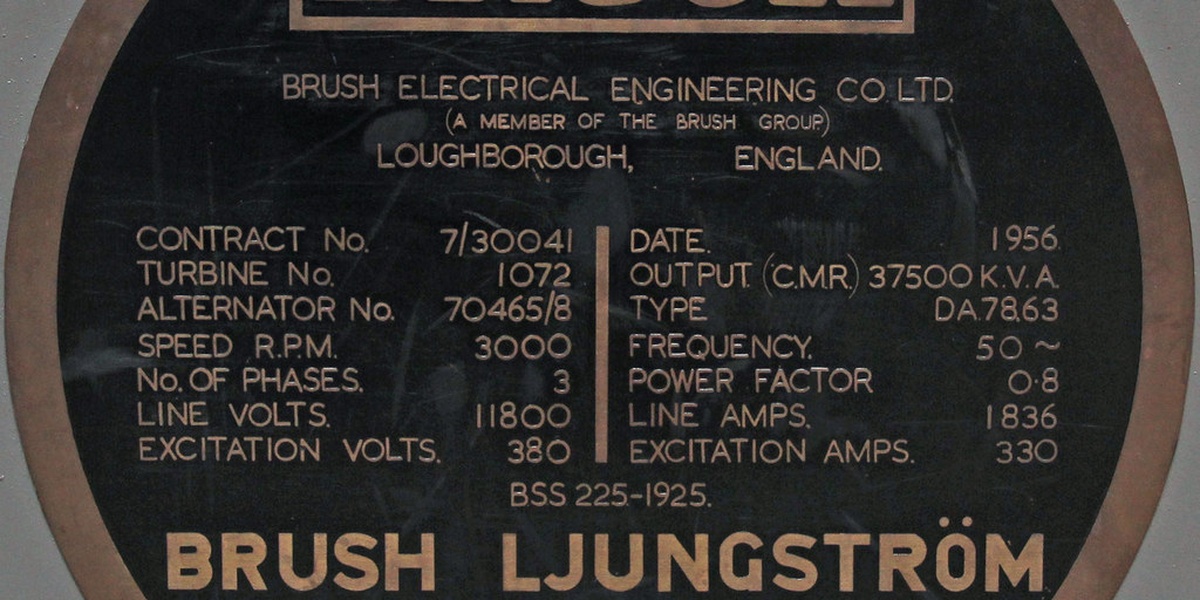 BRUSH ELECTRICAL ENGINEERING CO. LTD.
(A MEMBER OF THE BRUSH GROUP.)
LOUGHBOROUGH, ENGLAND.
CONTRACT No. 7/30041 DATE. 1956.
TURBINE No. 1072 OUTPUT. (C.M.R.) 37500 K.V.A.
ALTERNATOR No. 70465/8 TYPE DA.78.63
SPEED R.P.M. 3000 FREQUENCY. 50 ~
No. OF PHASES. 3 POWER FACTOR 0·8
LINE VOLTS. 11800 LINE AMPS. 1836
EXCITATION VOLTS. 380 EXCITATION AMPS. 330
BSS 225-1925.
BRUSH LJUNGSTRÖM